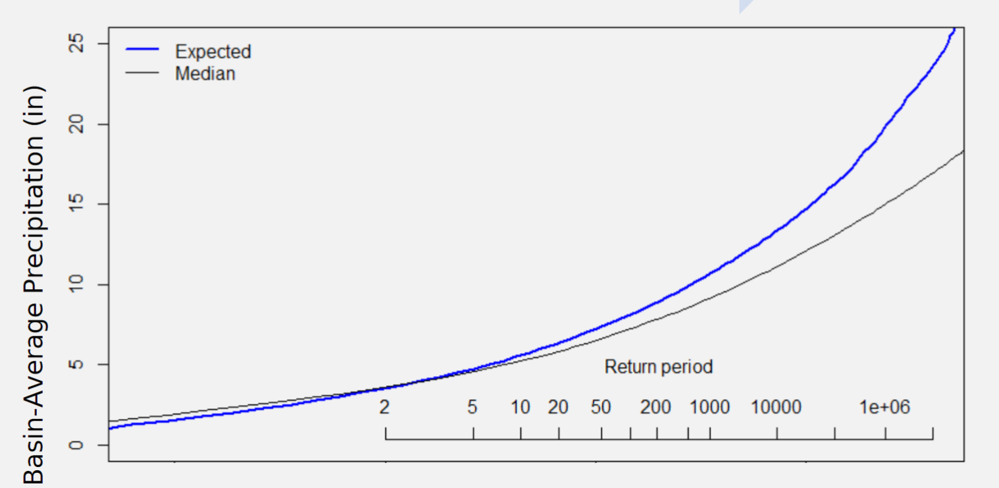 Expected
Median
Basin-Average Precipitation (in)
25
20
15
10
5
0
Return period
2 5 10 20 50 200 1000 10000 1e+06